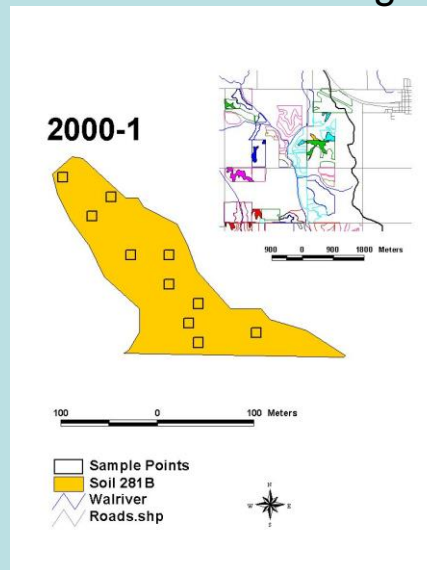 2000-1
900 0 900 1800 Meters
100 0 100 Meters
Sample Points
Soil 281B
Walriver
Roads.shp
N
W E
S